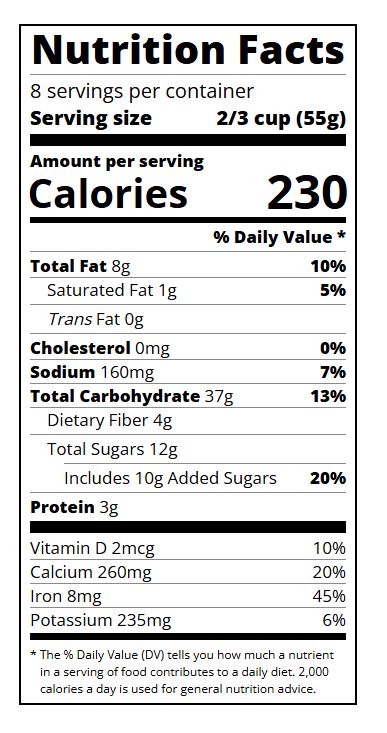 Nutrition Facts
8 servings per container
Serving size 2/3 cup (55g)
Amount per serving
Calories 230
% Daily Value *
Total Fat 8g 10%
Saturated Fat 1g 5%
Trans Fat 0g
Cholesterol 0mg 0%
Sodium 160mg 7%
Total Carbohydrate 37g 13%
Dietary Fiber 4g
Total Sugars 12g
Includes 10g Added Sugars 20%
Protein 3g
Vitamin D 2mcg 10%
Calcium 260mg 20%
Iron 8mg 45%
Potassium 235mg 6%
* The % Daily Value (DV) tells you how much a nutrient
in a serving of food contributes to a daily diet. 2,000
calories a day is used for general nutrition advice.